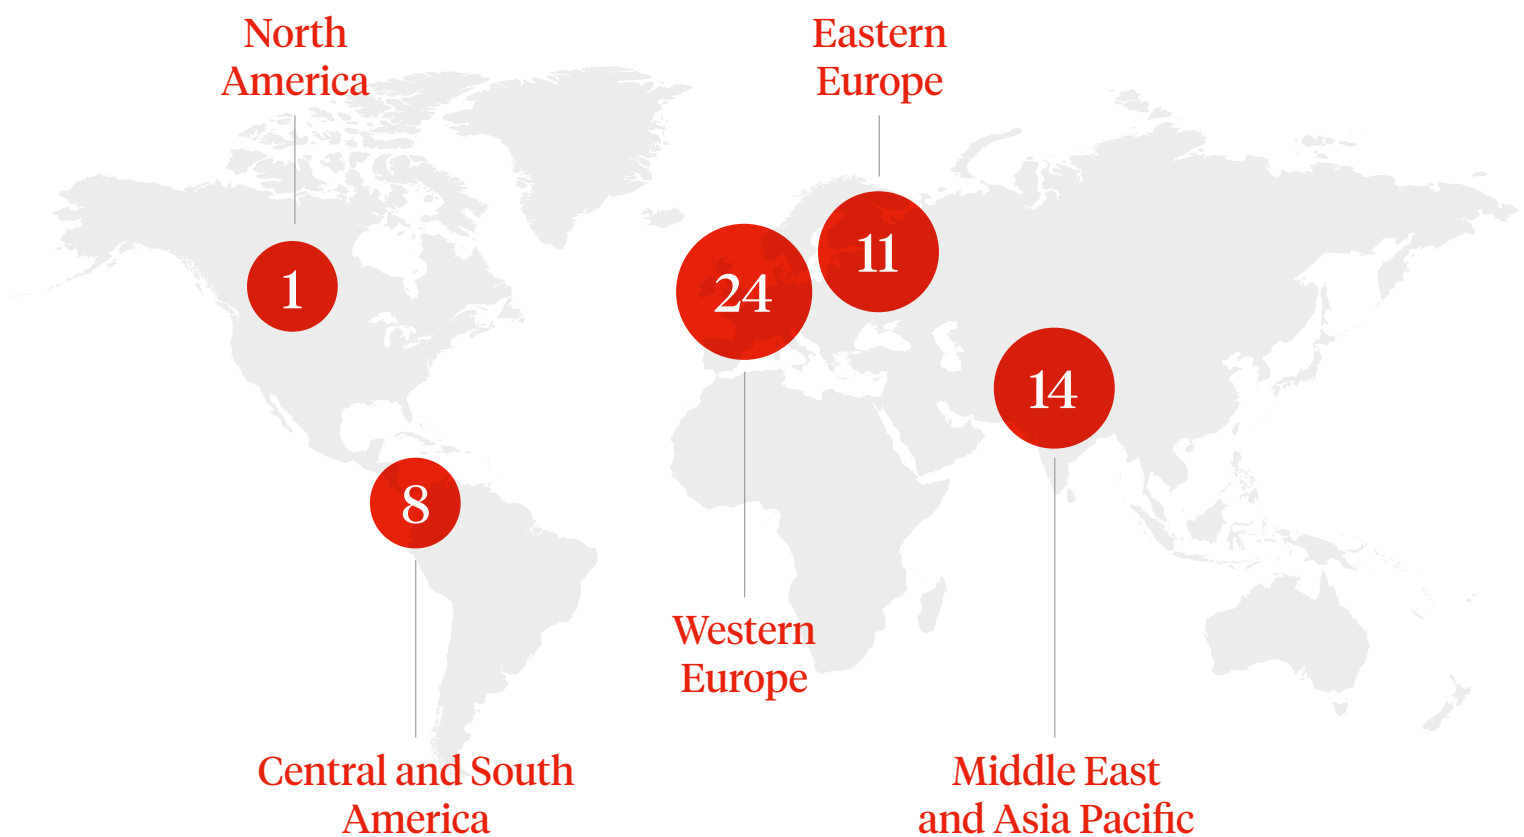 North
America
1
Eastern
Europe
11
24
Western
Europe
14
Middle East
and Asia Pacific
8
Central and South
America